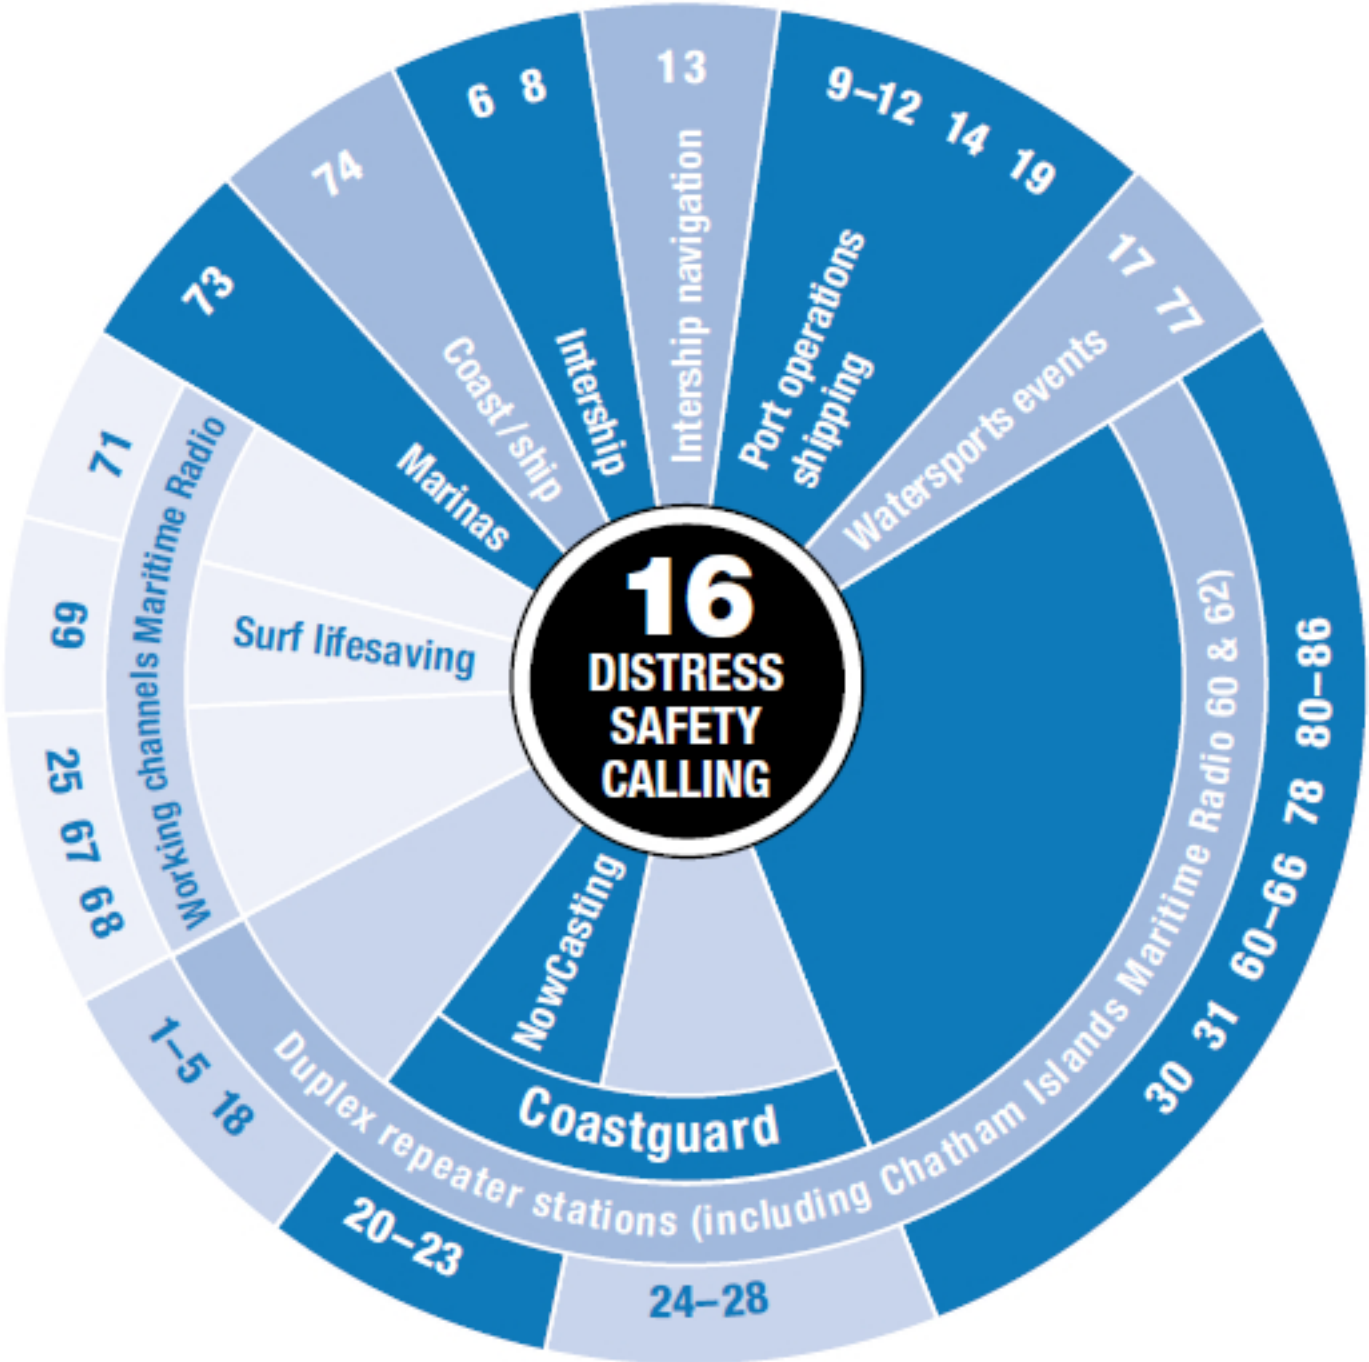 16
DISTRESS
SAFETY
CALLING
13
Intership navigation
9–12 14 19
Port operations
shipping
17 77
Watersports events
80–86
78
60–66
31
30
Duplex repeater stations (including Chatham Islands Maritime Radio 60 & 62)
24–28
Coastguard
20–23
NowCasting
1–5 18
25 67 68
69
Surf lifesaving
71
Working channels Maritime Radio
73
Marinas
74
Coast/ship
6 8
Intership